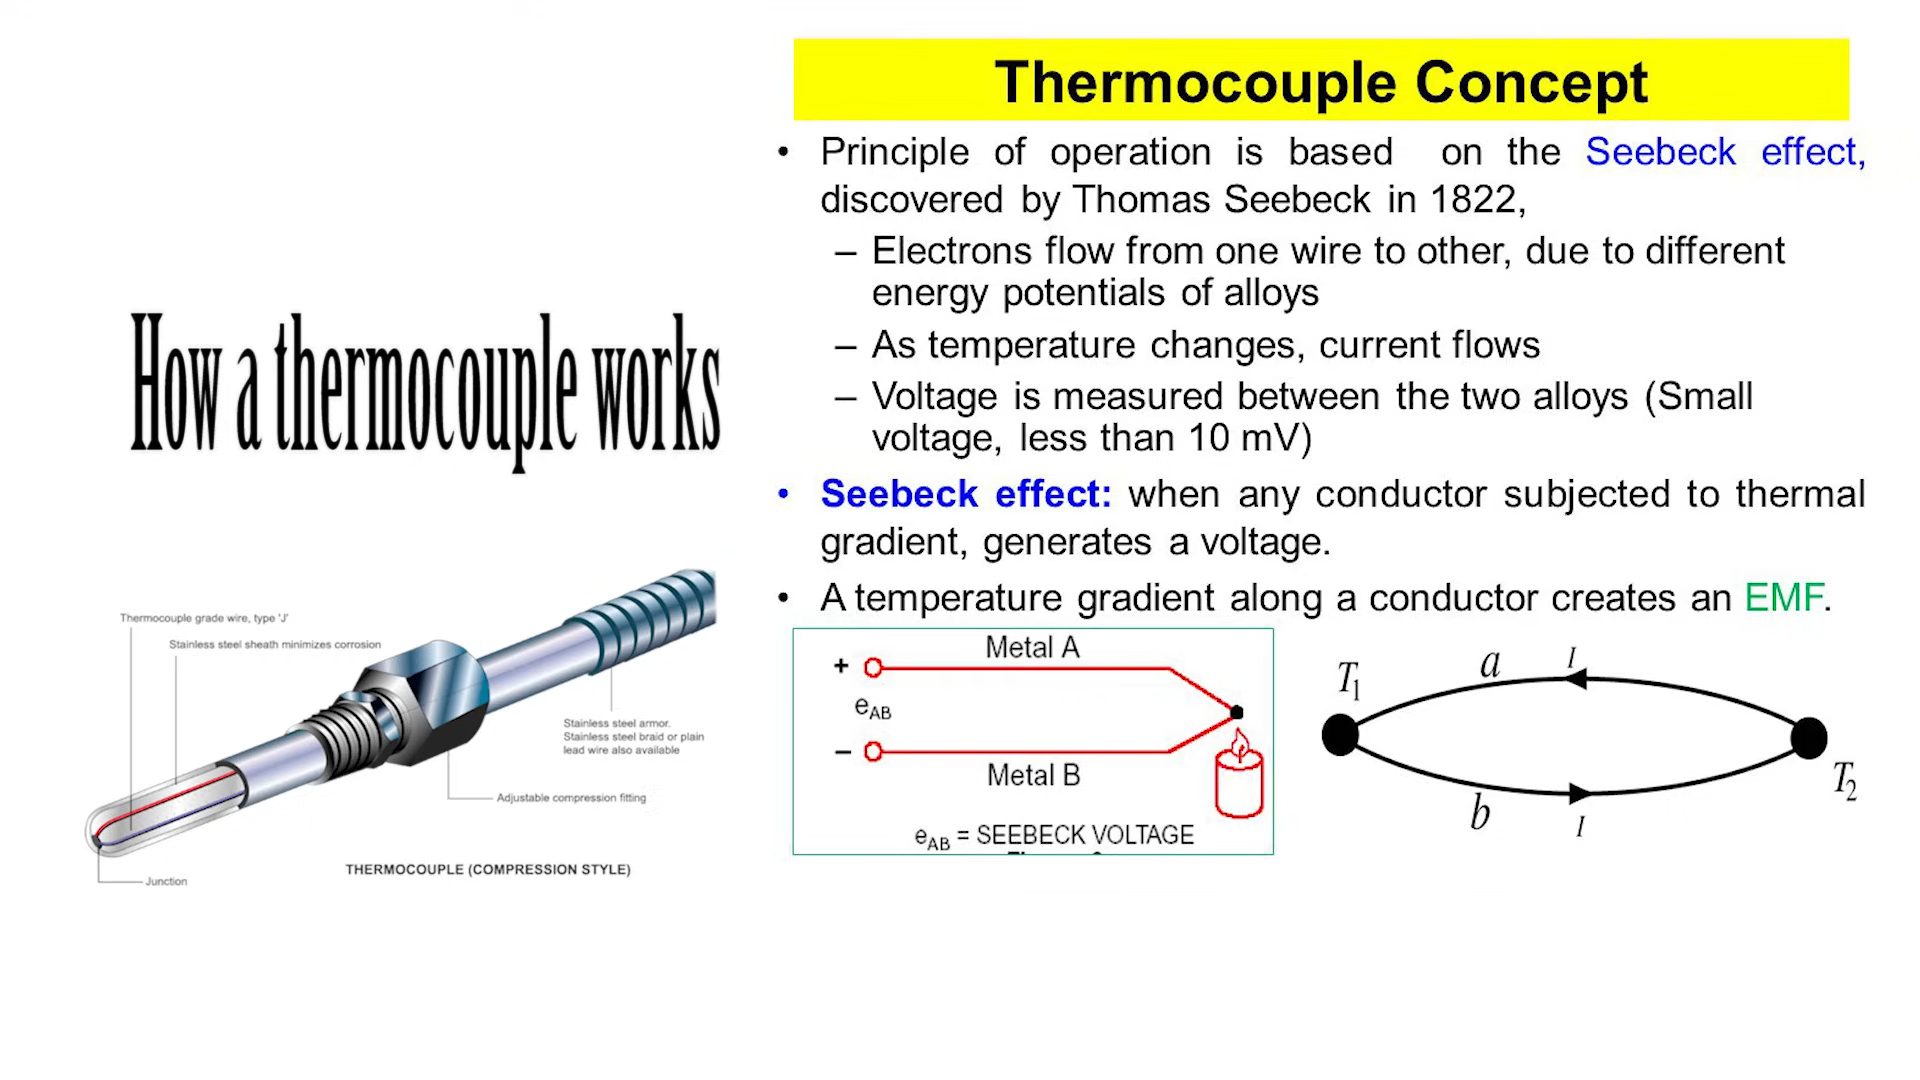 Thermocouple Concept
• Principle of operation is based on the Seebeck effect,
discovered by Thomas Seebeck in 1822,
– Electrons flow from one wire to other, due to different
energy potentials of alloys
– As temperature changes, current flows
– Voltage is measured between the two alloys (Small
voltage, less than 10 mV)
• Seebeck effect: when any conductor subjected to thermal
gradient, generates a voltage.
• A temperature gradient along a conductor creates an EMF.
How a thermocouple works
Thermocouple grade wire, type 'J'
Stainless steel sheath minimizes corrosion
Stainless steel armor.
Stainless steel braid or plain
lead wire also available
Adjustable compression fitting
THERMOCOUPLE (COMPRESSION STYLE)
Junction
Metal A
+
eAB
–
Metal B
eAB = SEEBECK VOLTAGE
T1
a
I
T2
b
I